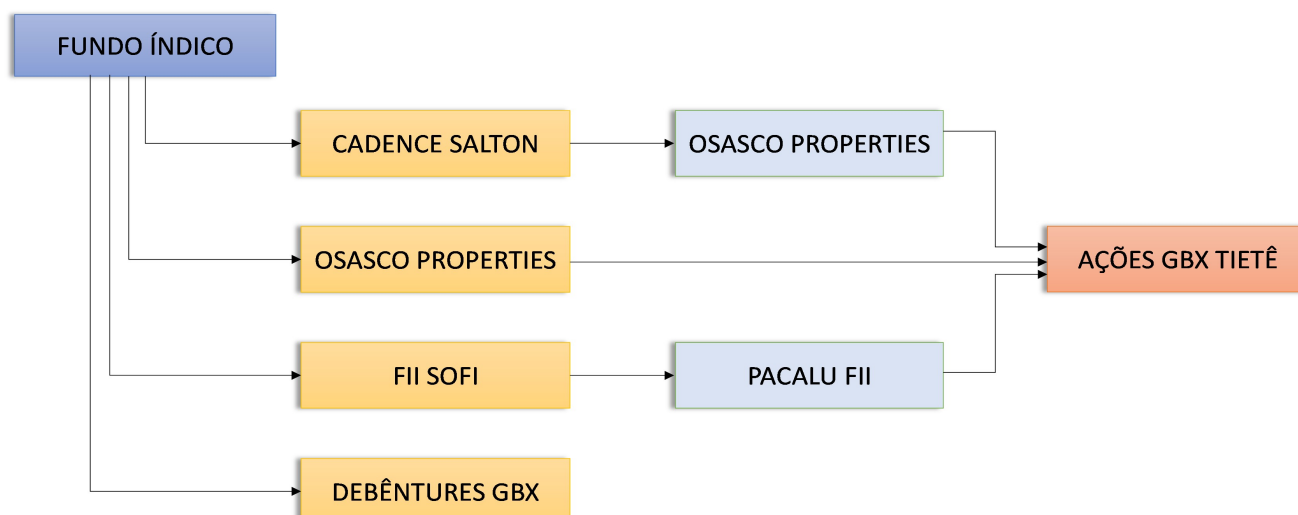 FUNDO ÍNDICO
CADENCE SALTON
OSASCO PROPERTIES
OSASCO PROPERTIES
AÇÕES GBX TIETÊ
FII SOFI
PACALU FII
DEBÊNTURES GBX